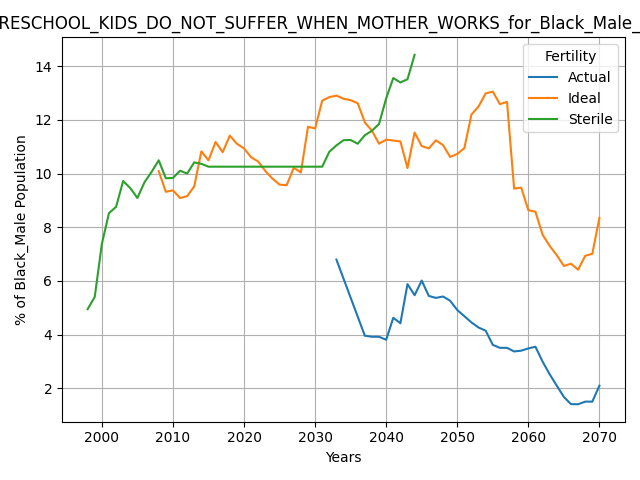 RESCHOOL_KIDS_DO_NOT_SUFFER_WHEN_MOTHER_WORKS_for_Black_Male_
Fertility
Actual
Ideal
Sterile
% of Black_Male Population
14
12
10
8
6
4
2
2000 2010 2020 2030 2040 2050 2060 2070
Years